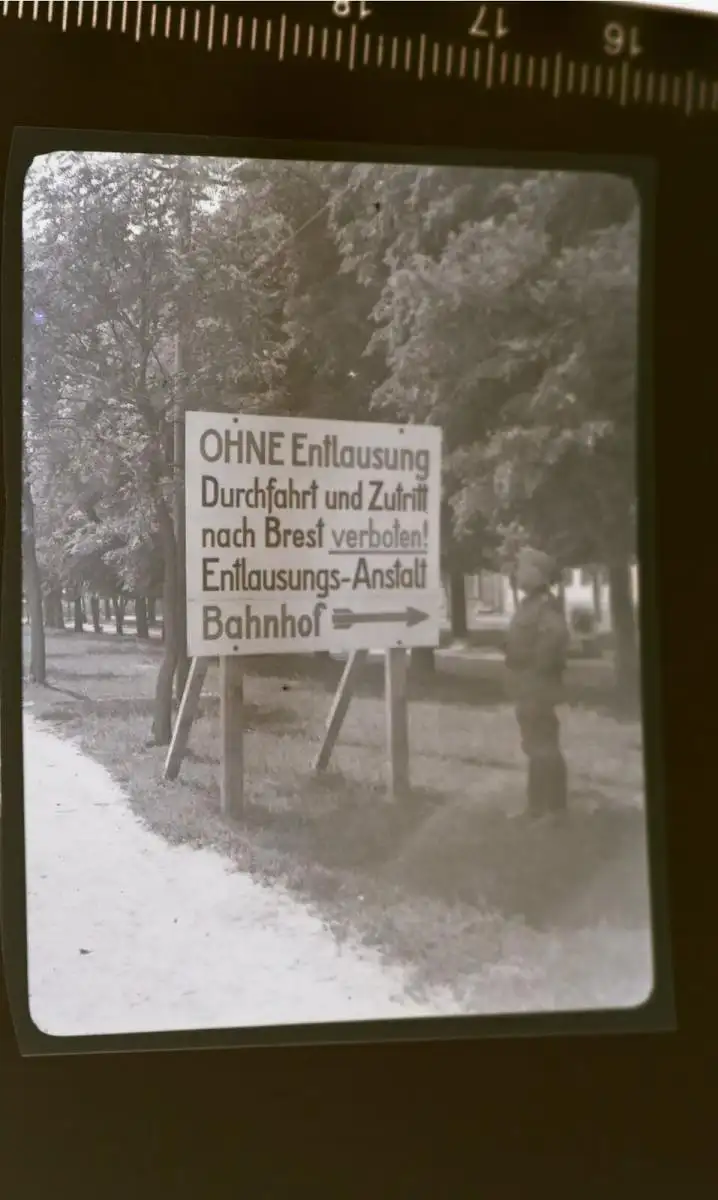 18 17 16
OHNE Entlausung
Durchfahrt und Zutritt
nach Brest verboten!
Entlausungs-Anstalt
Bahnhof